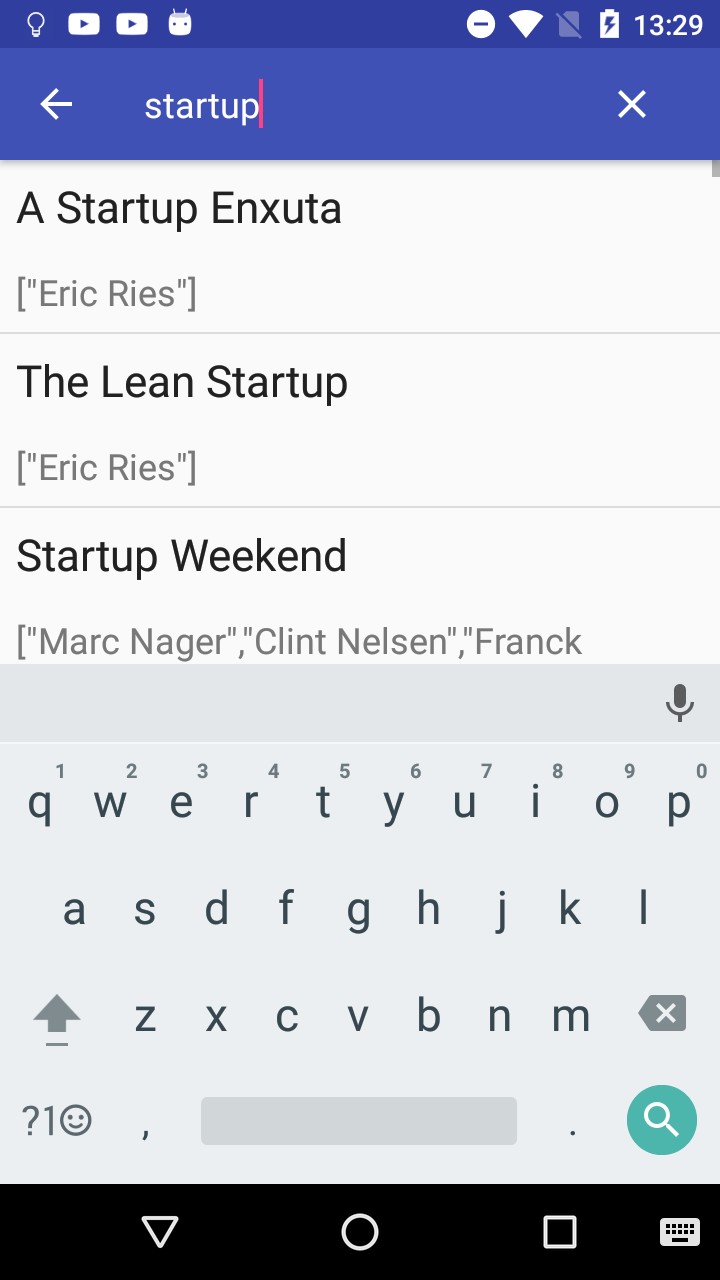 13:29
startup
A Startup Enxuta
["Eric Ries"]
The Lean Startup
["Eric Ries"]
Startup Weekend
["Marc Nager","Clint Nelsen","Franck
1 2 3 4 5 6 7 8 9 0
q w e r t y u i o p
a s d f g h j k l
z x c v b n m
?1☺ , .